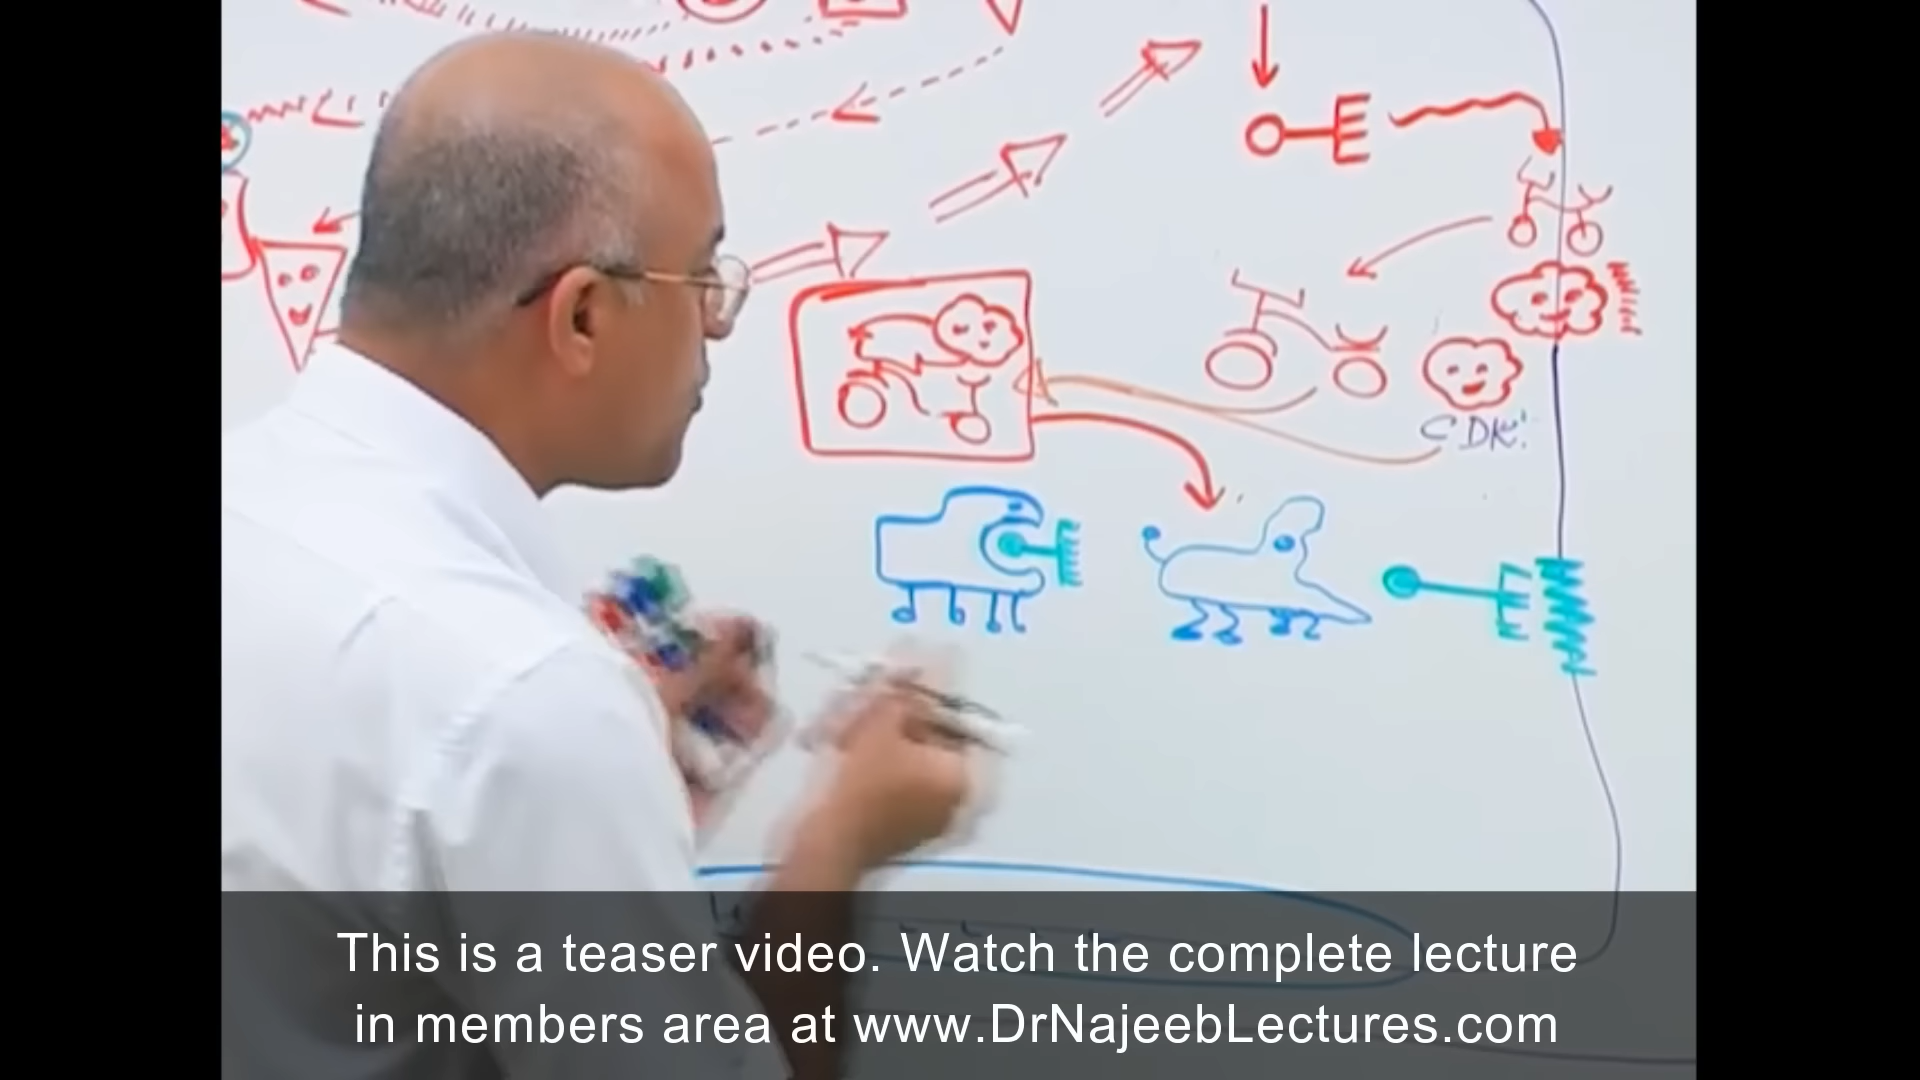 CDK!
This is a teaser video. Watch the complete lecture
in members area at www.DrNajeebLectures.com